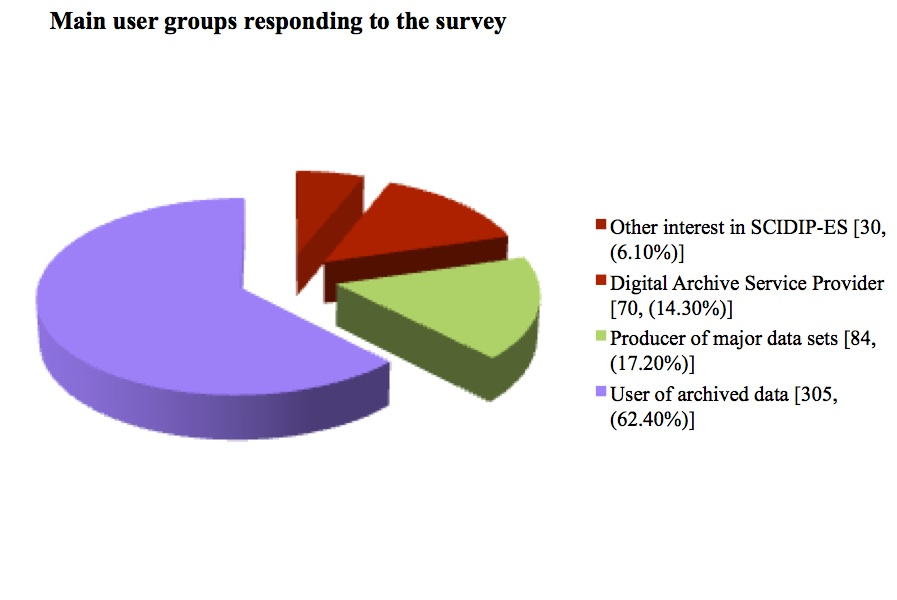 Main user groups responding to the survey
Other interest in SCIDIP-ES [30,
(6.10%)]
Digital Archive Service Provider
[70, (14.30%)]
Producer of major data sets [84,
(17.20%)]
User of archived data [305,
(62.40%)]